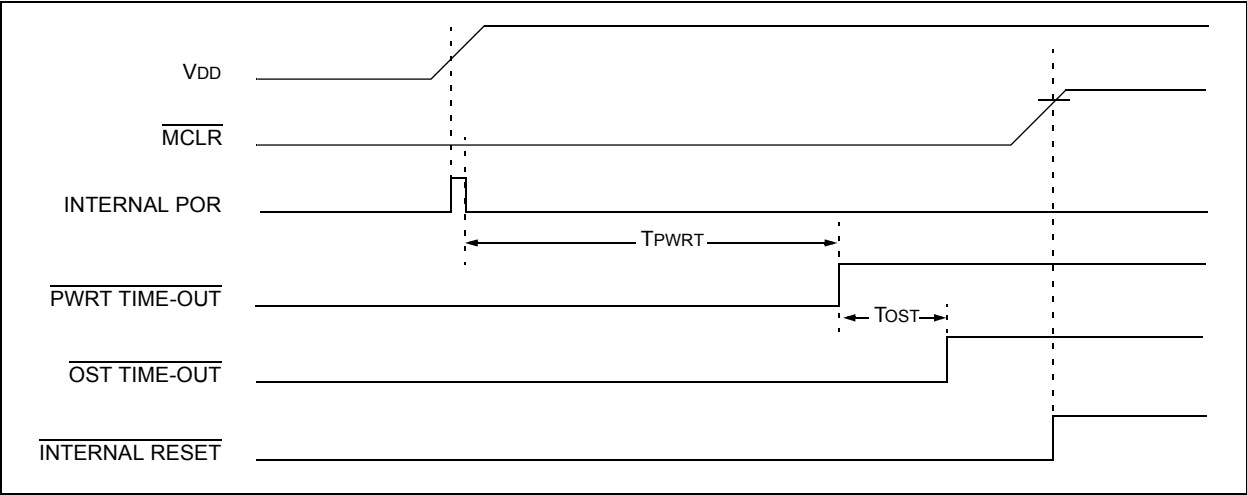 VDD
MCLR
INTERNAL POR
TPWRT
PWRT TIME-OUT
TOST
OST TIME-OUT
INTERNAL RESET